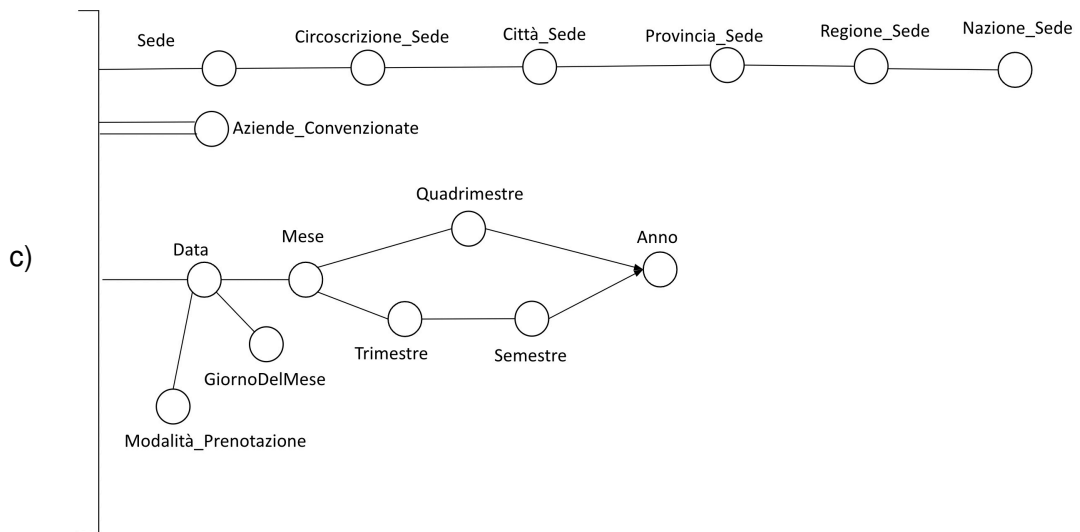 Sede
Circoscrizione_Sede
Città_Sede
Provincia_Sede
Regione_Sede
Nazione_Sede
Aziende_Convenzionate
Quadrimestre
c)
Data
Mese
Anno
Trimestre
Semestre
GiornoDelMese
Modalità_Prenotazione